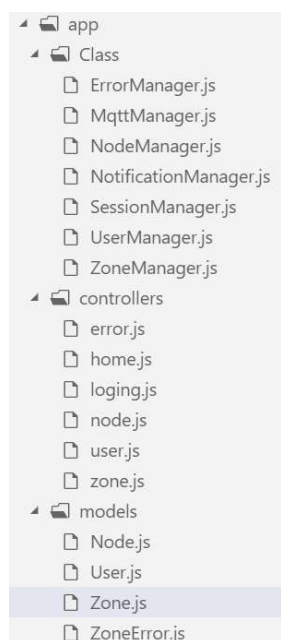 app
Class
ErrorManager.js
MqttManager.js
NodeManager.js
NotificationManager.js
SessionManager.js
UserManager.js
ZoneManager.js
controllers
error.js
home.js
loging.js
node.js
user.js
zone.js
models
Node.js
User.js
Zone.js
ZoneError.js